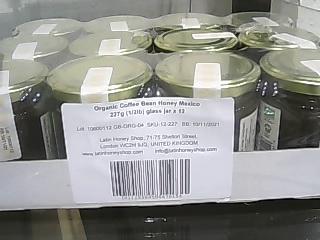 Organic Coffee Bean Honey Mexico
227g (1/2lb) glass jar x 12
Lot: 10600112 GB-ORG-04 SKU-12-227 BB: 10/11/2021
Latin Honey Shop, 71-75 Shelton Street,
London WC2H 9JQ, UNITED KINGDOM
www.latinhoneyshop.com info@latinhoneyshop.com